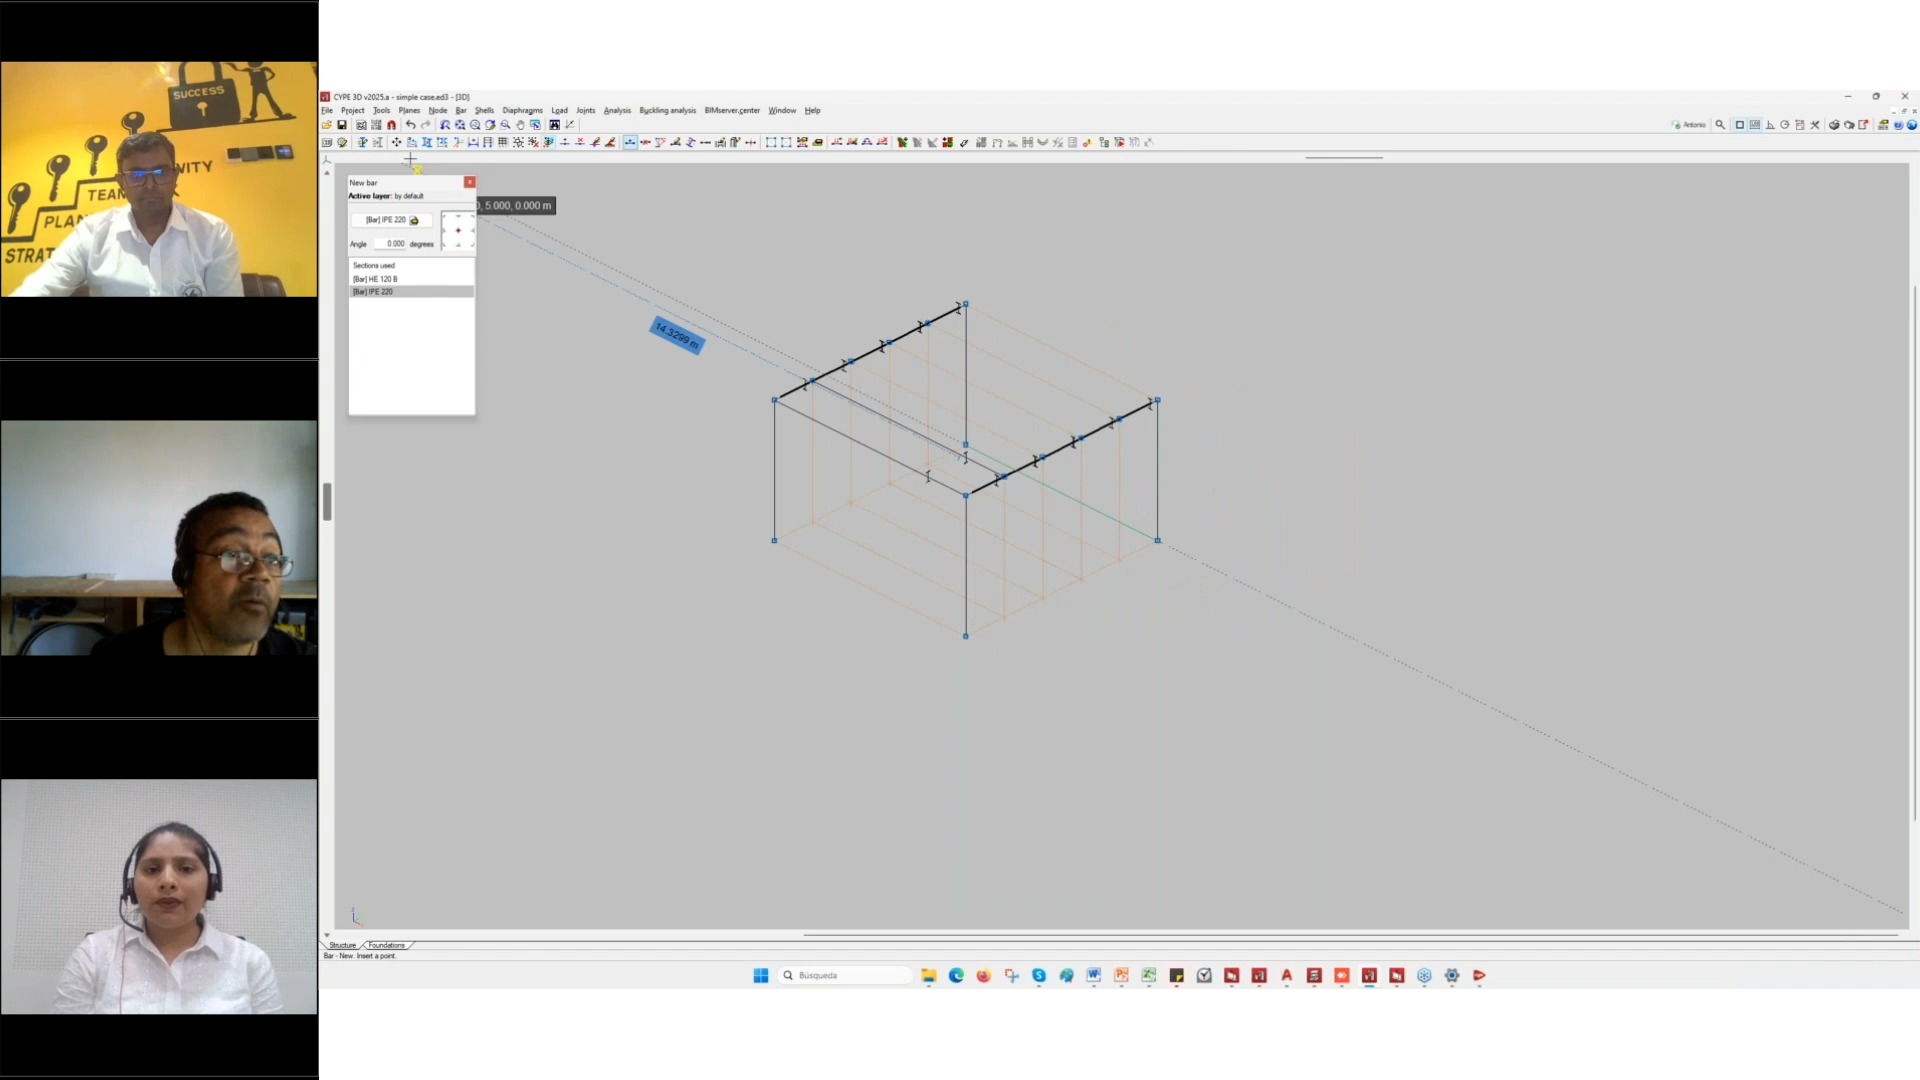 SUCCESS
VITY
TEAM
K
PLAN
STRAT
CYPE 3D v2025.a - simple case.ed3 - [3D]
File Project Tools Planes Node Bar Shells Diaphragms Load Joints Analysis Buckling analysis BIMserver.center Window Help
Antonio
New bar
Active layer: by default
[Bar] IPE 220
Angle 0.000 degrees
Sections used
[Bar] HE 120 B
[Bar] IPE 220
, 5.000, 0.000 m
14.3299 m
Structure Foundations
Bar - New. Insert a point.
Búsqueda